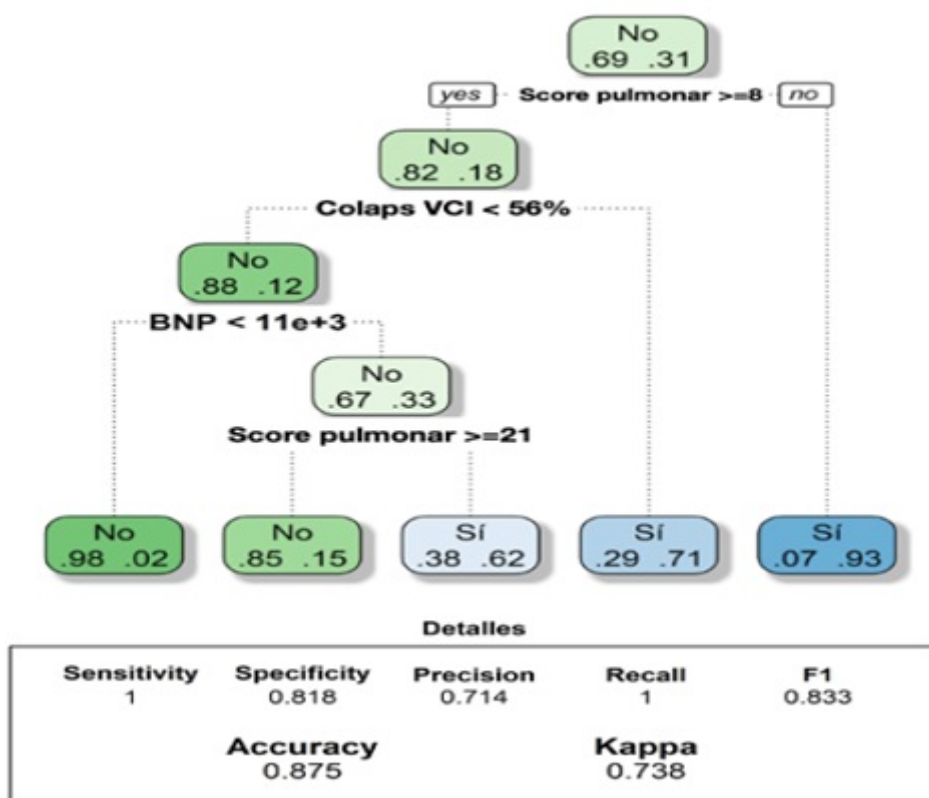 No
.69 .31
yes Score pulmonar >=8 no
No
.82 .18
Colaps VCI < 56%
No
.88 .12
BNP < 11e+3
No
.67 .33
Score pulmonar >=21
No No Sí Sí Sí
.98 .02 .85 .15 .38 .62 .29 .71 .07 .93
Detalles
Sensitivity Specificity Precision Recall F1
1 0.818 0.714 1 0.833
Accuracy Kappa
0.875 0.738